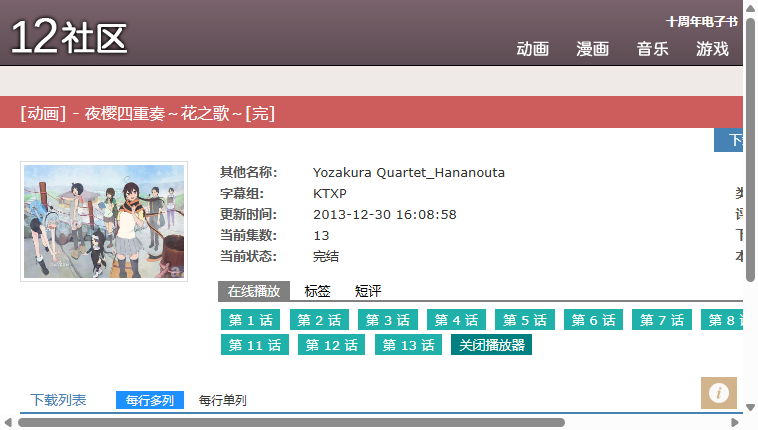 12社区
十周年电子书
动画 漫画 音乐 游戏
[动画] - 夜樱四重奏～花之歌～[完]
其他名称： Yozakura Quartet_Hananouta
字幕组： KTXP
更新时间： 2013-12-30 16:08:58
当前集数： 13
当前状态： 完结
在线播放 标签 短评
第 1 话 第 2 话 第 3 话 第 4 话 第 5 话 第 6 话 第 7 话 第 8
第 11 话 第 12 话 第 13 话 关闭播放器
下载列表 每行多列 每行单列